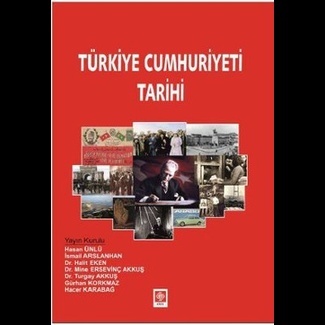 TÜRKİYE CUMHURİYETİ
TARİHİ
Yayın Kurulu
Hasan ÜNLÜ
İsmail ARSLANHAN
Dr. Halit EKEN
Dr. Mine ERSEVİNÇ AKKUŞ
Dr. Turgay AKKUŞ
Gürhan KORKMAZ
Hacer KARABAĞ